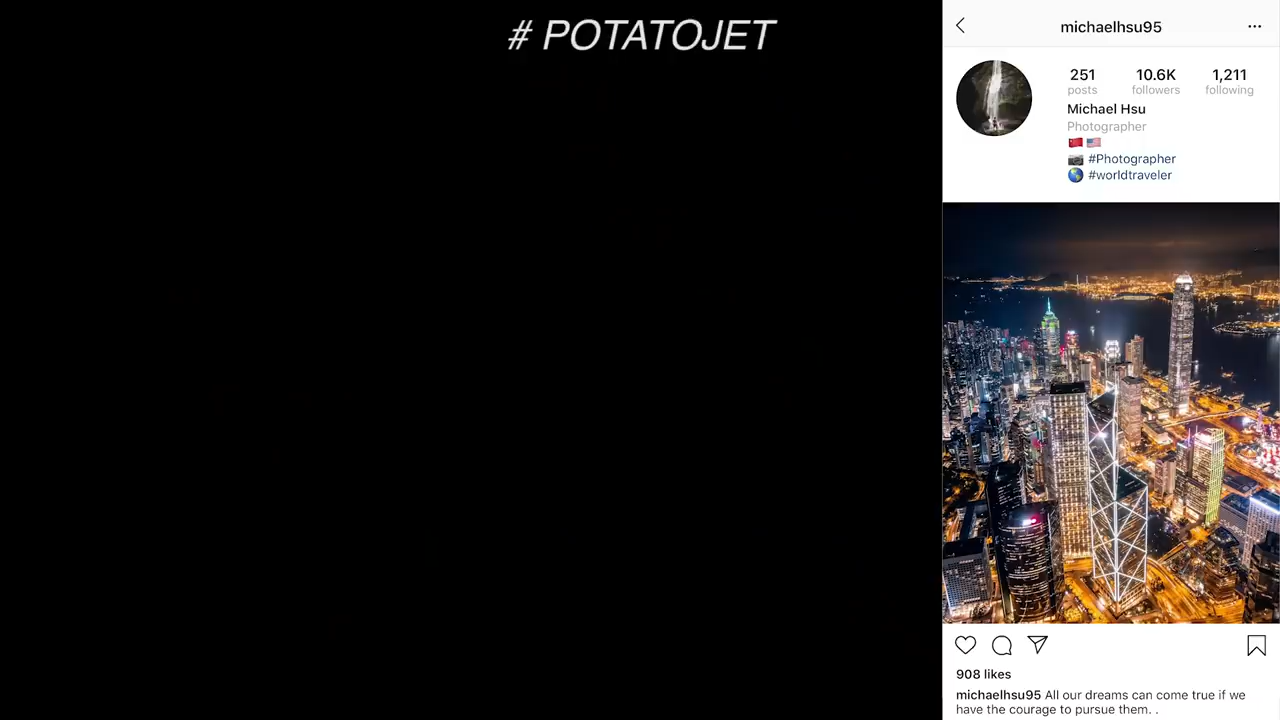 # POTATOJET
michaelhsu95
251 10.6K 1,211
posts followers following
Michael Hsu
Photographer
🇨🇳 🇺🇸
📷 #Photographer
🌎 #worldtraveler
908 likes
michaelhsu95 All our dreams can come true if we
have the courage to pursue them. .